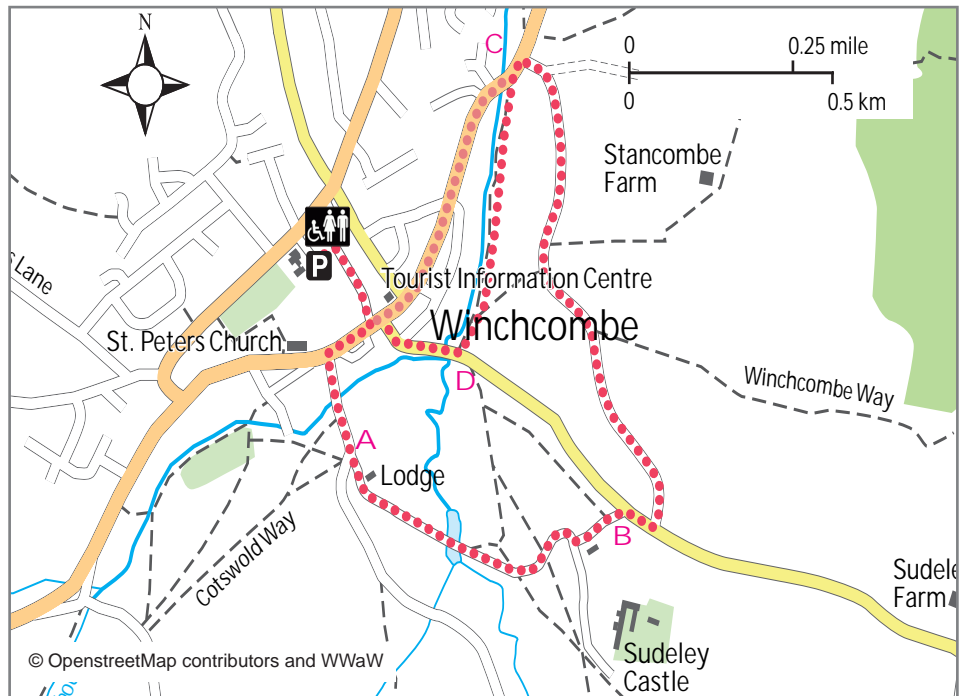 N
C
0 0.25 mile
0 0.5 km
Stancombe
Farm
P
s Lane
Tourist Information Centre
Winchcombe
St. Peters Church
D
Winchcombe Way
A
Lodge
B
Cotswold Way
Sudele
Farm
Sudeley
Castle
© OpenstreetMap contributors and WWaW